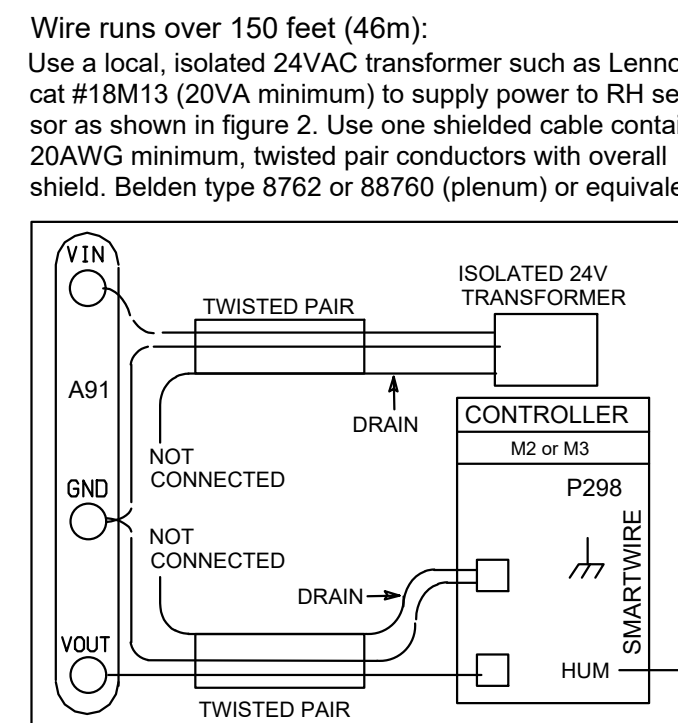 Wire runs over 150 feet (46m):
Use a local, isolated 24VAC transformer such as Lenno
cat #18M13 (20VA minimum) to supply power to RH se
sor as shown in figure 2. Use one shielded cable contai
20AWG minimum, twisted pair conductors with overall
shield. Belden type 8762 or 88760 (plenum) or equivale
VIN
ISOLATED 24V
TRANSFORMER
TWISTED PAIR
A91
DRAIN
CONTROLLER
M2 or M3
NOT
CONNECTED
GND
P298
NOT
CONNECTED
SMARTWIRE
DRAIN
VOUT
HUM
TWISTED PAIR